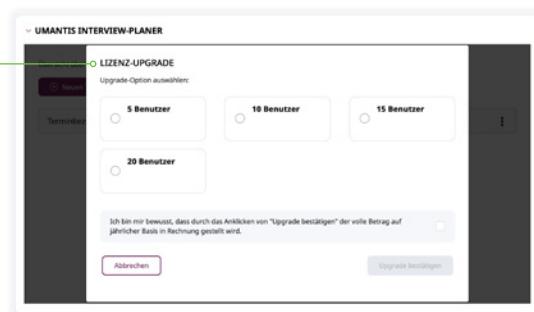 UMANTIS INTERVIEW-PLANER
LIZENZ-UPGRADE
Upgrade-Option auswählen:
Neuen
5 Benutzer
10 Benutzer
15 Benutzer
20 Benutzer
Ich bin mir bewusst, dass durch das Anklicken von "Upgrade bestätigen" der volle Betrag auf
jährlicher Basis in Rechnung gestellt wird.
Abbrechen
Upgrade bestätigen